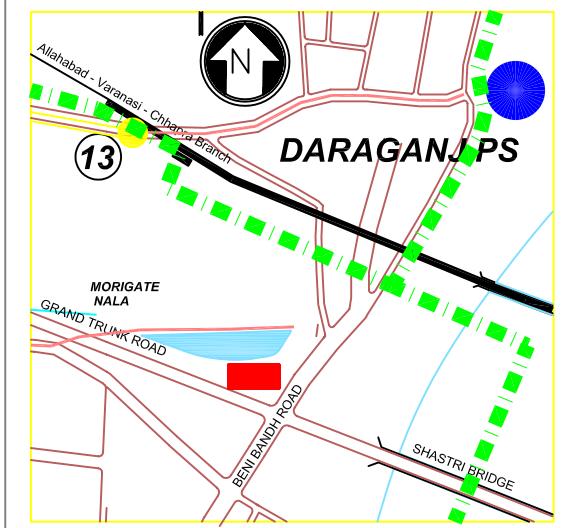 N
Allahabad - Varanasi - Chhapra Branch
DARAGANJ PS
13
MORIGATE
NALA
GRAND TRUNK ROAD
BENI BANDH ROAD
SHASTRI BRIDGE